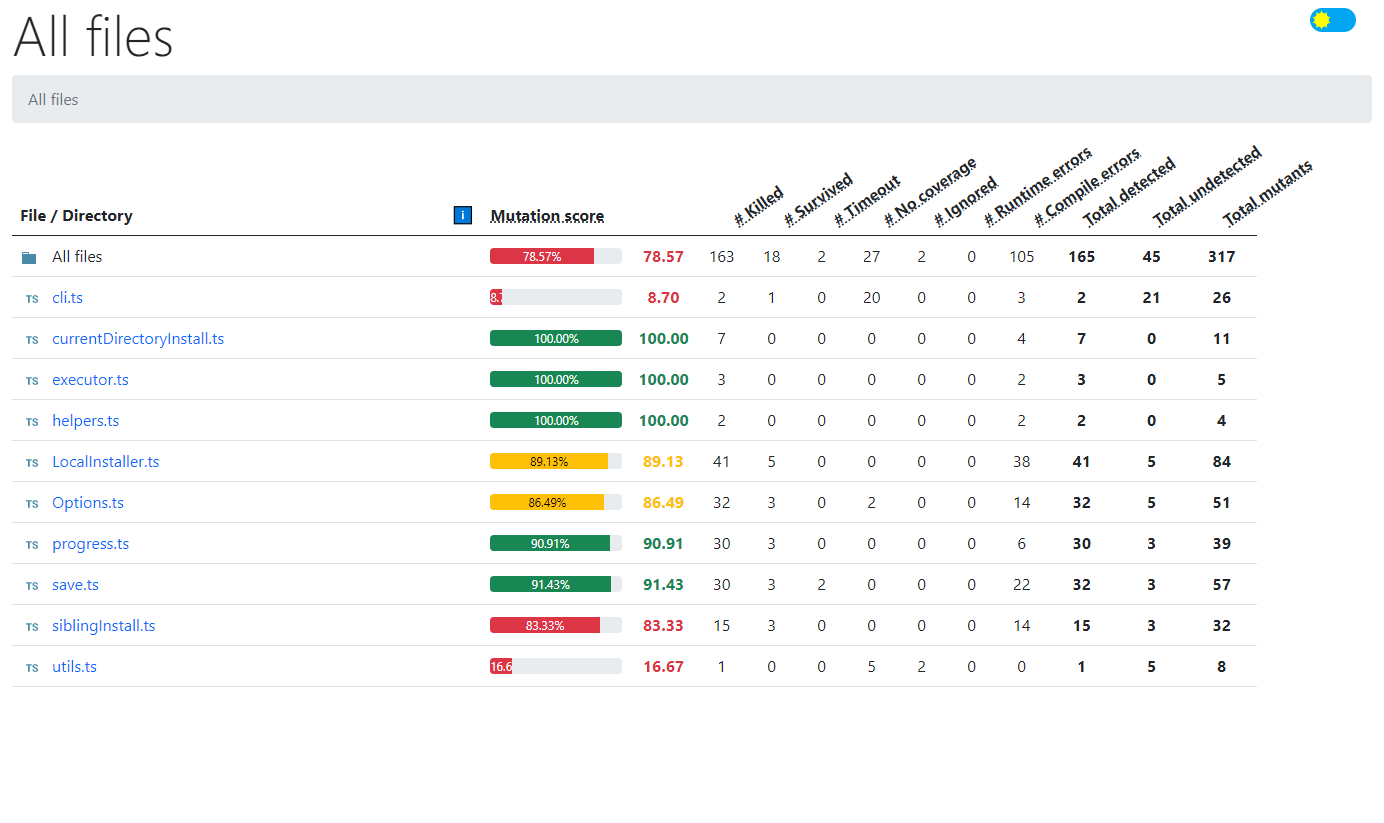 All files
All files
File / Directory i Mutation score # Killed # Survived # Timeout # No coverage # Ignored # Runtime errors # Compile errors Total detected Total undetected Total mutants
All files 78.57% 78.57 163 18 2 27 2 0 105 165 45 317
TS cli.ts 8.7 8.70 2 1 0 20 0 0 3 2 21 26
TS currentDirectoryInstall.ts 100.00% 100.00 7 0 0 0 0 0 4 7 0 11
TS executor.ts 100.00% 100.00 3 0 0 0 0 0 2 3 0 5
TS helpers.ts 100.00% 100.00 2 0 0 0 0 0 2 2 0 4
TS LocalInstaller.ts 89.13% 89.13 41 5 0 0 0 0 38 41 5 84
TS Options.ts 86.49% 86.49 32 3 0 2 0 0 14 32 5 51
TS progress.ts 90.91% 90.91 30 3 0 0 0 0 6 30 3 39
TS save.ts 91.43% 91.43 30 3 2 0 0 0 22 32 3 57
TS siblingInstall.ts 83.33% 83.33 15 3 0 0 0 0 14 15 3 32
TS utils.ts 16.6 16.67 1 0 0 5 2 0 0 1 5 8